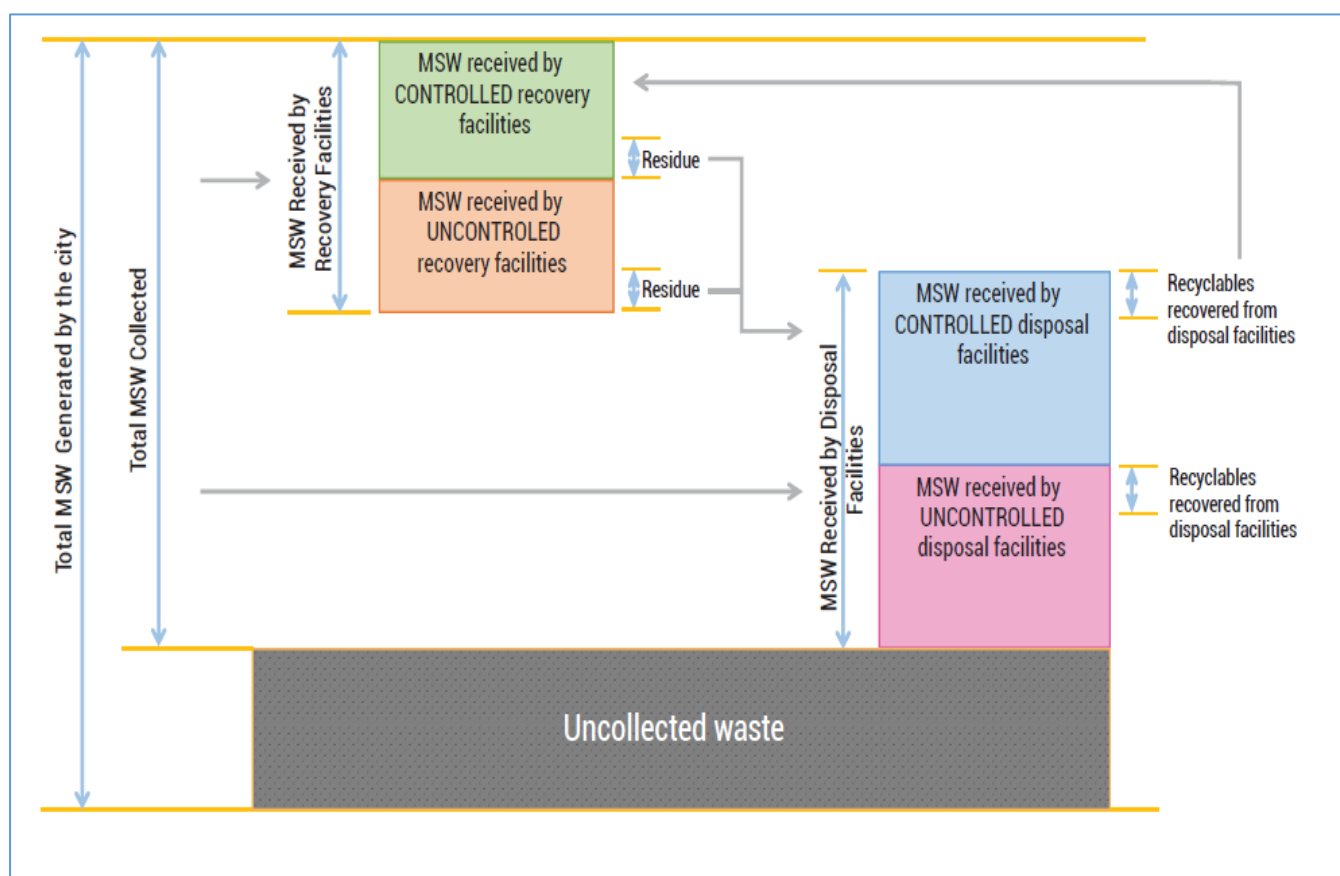 Total MSW Generated by the city
Total MSW Collected
MSW Received by
Recovery Facilities
MSW received by
CONTROLLED recovery
facilities
Residue
MSW received by
UNCONTROLED
recovery facilities
Residue
MSW Received by Disposal
Facilities
MSW received by
CONTROLLED disposal
facilities
Recyclables
recovered from
disposal facilities
MSW received by
UNCONTROLLED
disposal facilities
Recyclables
recovered from
disposal facilities
Uncollected waste